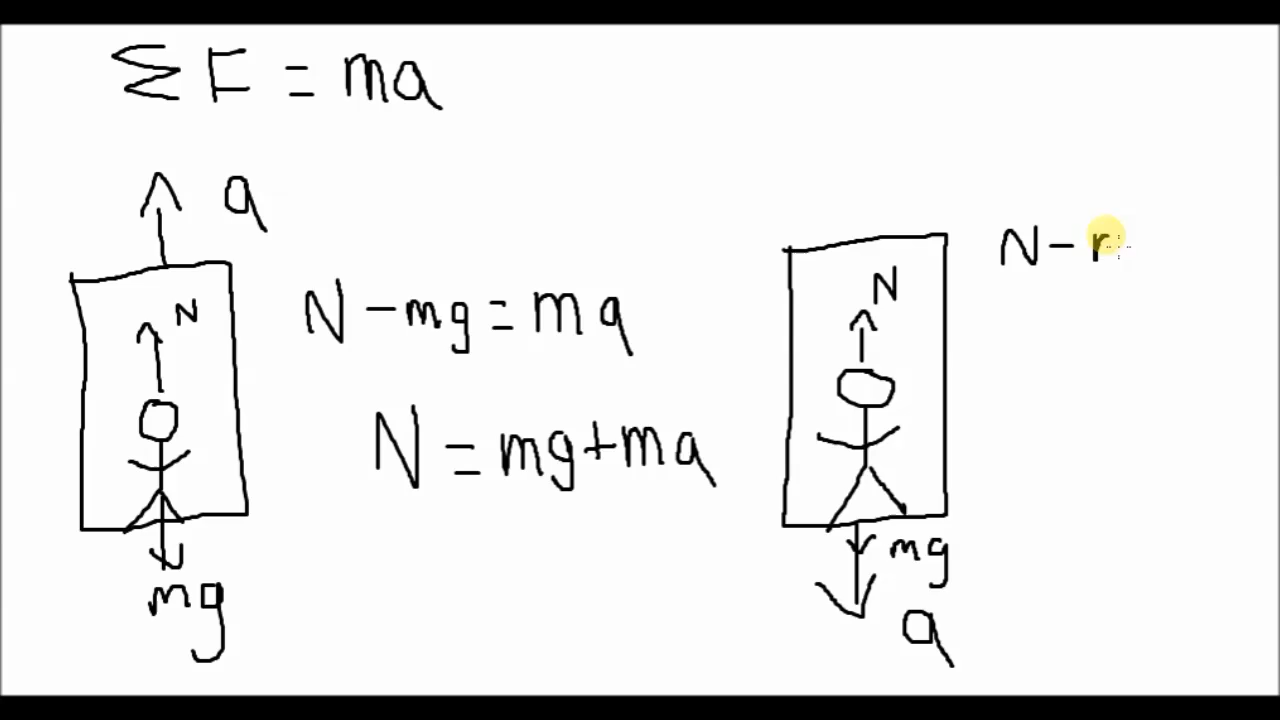 ΣF = ma
a
N
N - mg = ma
N = mg + ma
mg
N
N - r
mg
a